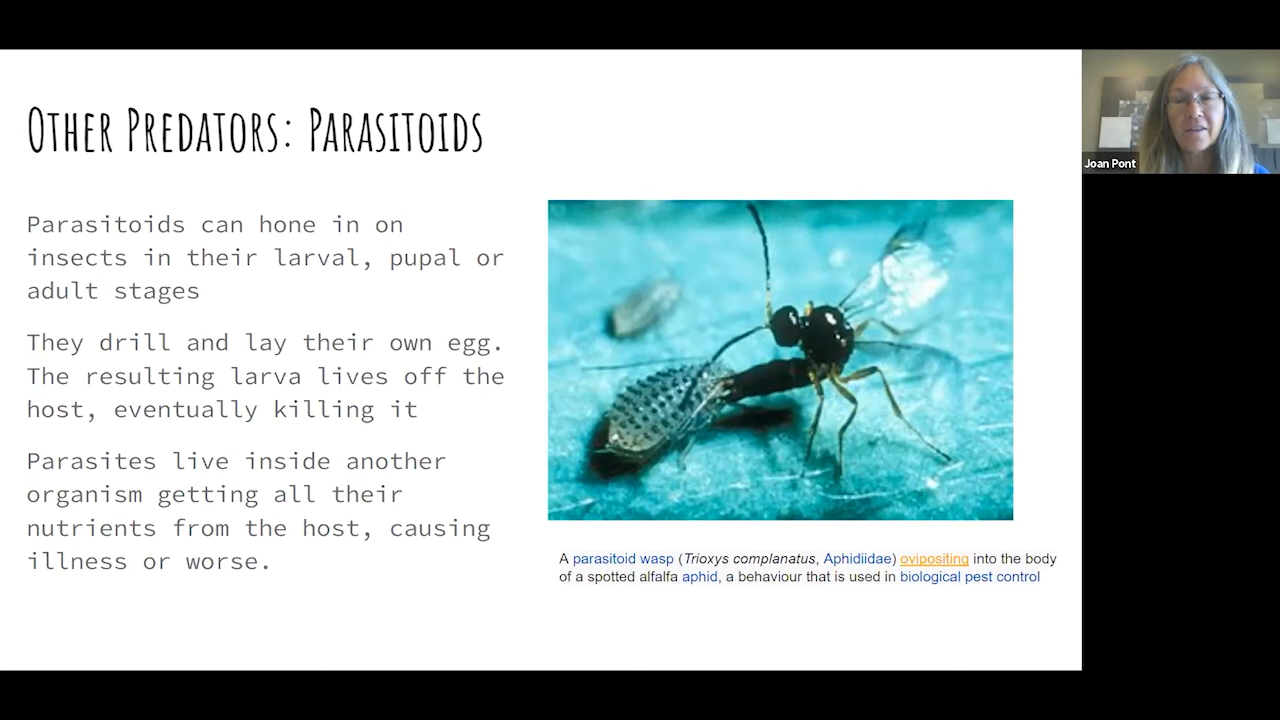 OTHER PREDATORS: PARASITOIDS
Parasitoids can hone in on
insects in their larval, pupal or
adult stages
They drill and lay their own egg.
The resulting larva lives off the
host, eventually killing it
Parasites live inside another
organism getting all their
nutrients from the host, causing
illness or worse.
A parasitoid wasp (Trioxys complanatus, Aphidiidae) ovipositing into the body
of a spotted alfalfa aphid, a behaviour that is used in biological pest control
Joan Pont